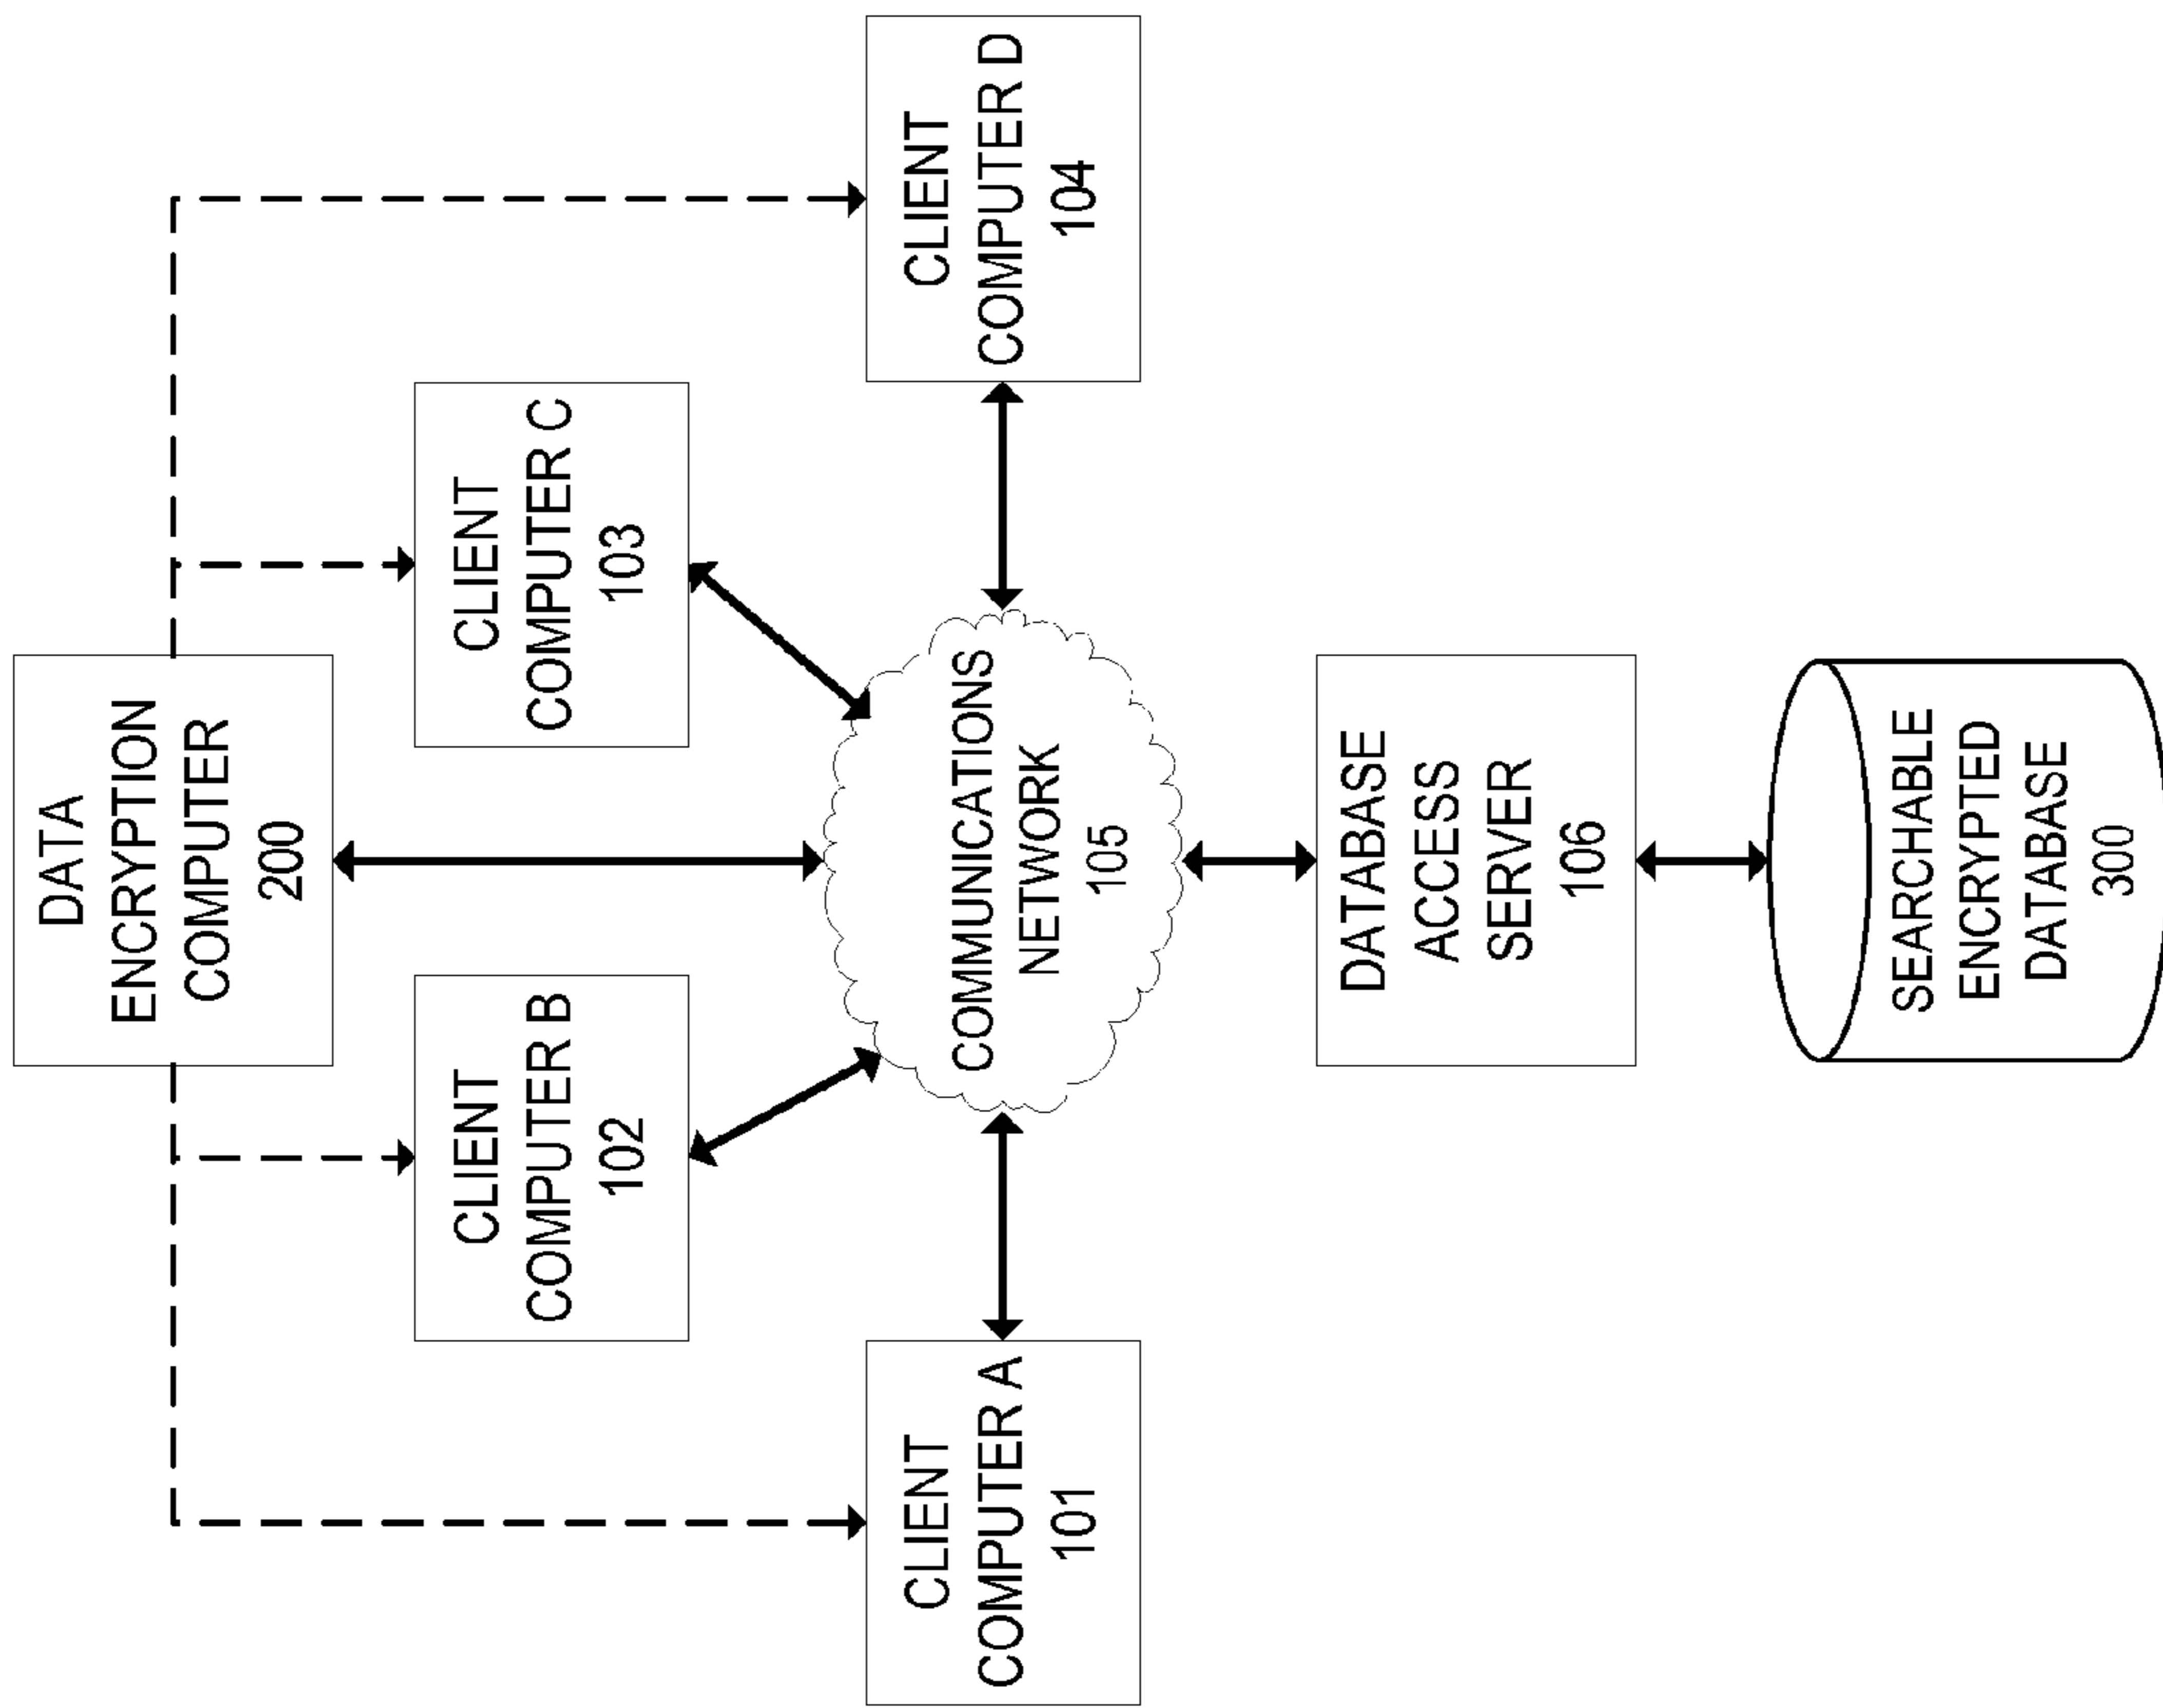 DATA
ENCRYPTION
COMPUTER
200
CLIENT
COMPUTER B
102
CLIENT
COMPUTER C
103
CLIENT
COMPUTER A
101
COMMUNICATIONS
NETWORK
105
CLIENT
COMPUTER D
104
DATABASE
ACCESS
SERVER
106
SEARCHABLE
ENCRYPTED
DATABASE
300